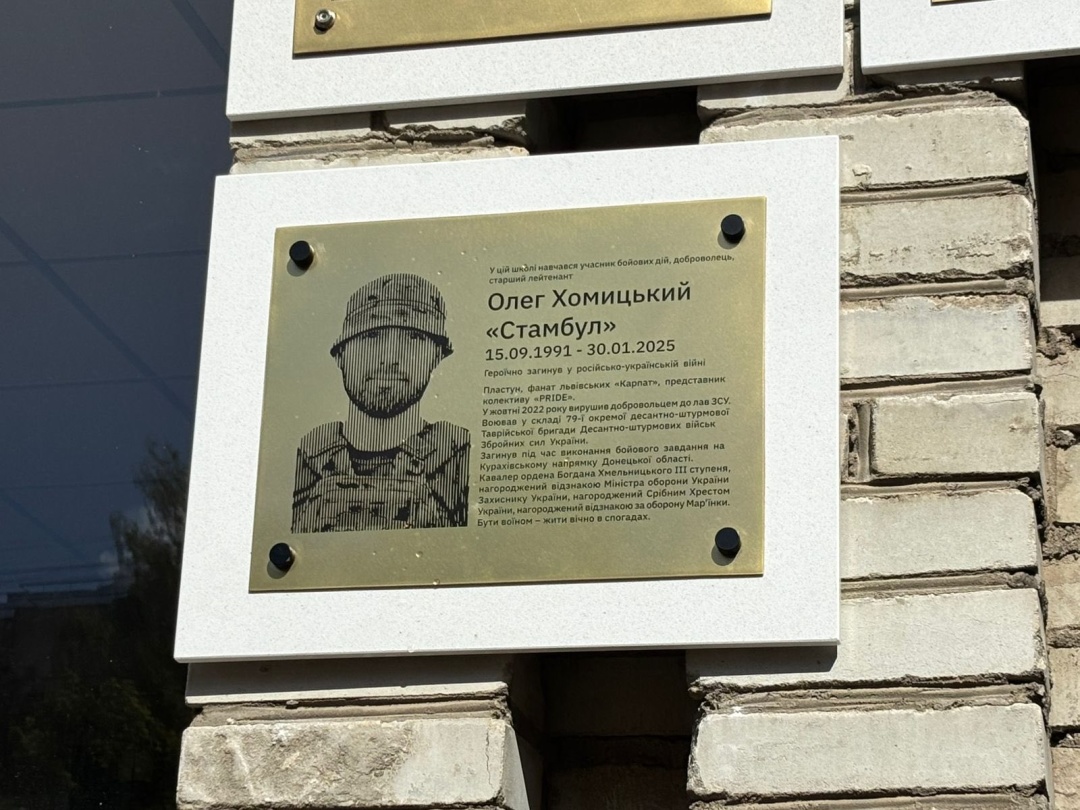 У цій школі навчався учасник бойових дій, доброволець,
старший лейтенант
Олег Хомицький
«Стамбул»
15.09.1991 - 30.01.2025
Героїчно загинув у російсько-українській війні
Пластун, фанат львівських «Карпат», представник
колективу «PRIDE».
У жовтні 2022 року вирушив добровольцем до лав ЗСУ.
Воював у складі 79-ї окремої десантно-штурмової
Таврійської бригади Десантно-штурмових військ
Збройних сил України.
Загинув під час виконання бойового завдання на
Курахівському напрямку Донецької області.
Кавалер ордена Богдана Хмельницького III ступеня,
нагороджений відзнакою Міністра оборони України
Захиснику України, нагороджений Срібним Хрестом
України, нагороджений відзнакою за оборону Мар'їнки.
Бути воїном – жити вічно в спогадах.